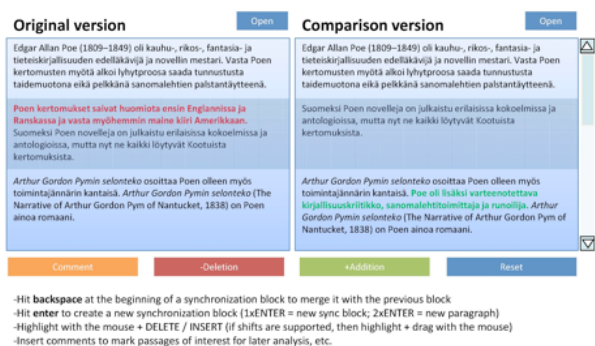 Original version
Open
Edgar Allan Poe (1809–1849) oli kauhu-, rikos-, fantasia- ja
tieteiskirjallisuuden edelläkävijä ja novellin mestari. Vasta Poen
kertomusten myötä alkoi lyhytproosa saada tunnustusta
taidemuotona eikä pelkkänä sanomalehtien palstantäytteenä.
Poen kertomukset saivat huomiota ensin Englannissa ja
Ranskassa ja vasta myöhemmin maine kiiri Amerikkaan.
Suomeksi Poen novelleja on julkaistu erilaisissa kokoelmissa ja
antologioissa, mutta nyt ne kaikki löytyvät Kootuista
kertomuksista.
Arthur Gordon Pymin selonteko osoittaa Poen olleen myös
toimintajännärin kantaisä. Arthur Gordon Pymin selonteko (The
Narrative of Arthur Gordon Pym of Nantucket, 1838) on Poen
ainoa romaani.
Comparison version
Open
Edgar Allan Poe (1809–1849) oli kauhu-, rikos-, fantasia- ja
tieteiskirjallisuuden edelläkävijä ja novellin mestari. Vasta Poen
kertomusten myötä alkoi lyhytproosa saada tunnustusta
taidemuotona eikä pelkkänä sanomalehtien palstantäytteenä.
Suomeksi Poen novelleja on julkaistu erilaisissa kokoelmissa ja
antologioissa, mutta nyt ne kaikki löytyvät Kootuista
kertomuksista.
Arthur Gordon Pymin selonteko osoittaa Poen olleen myös
toimintajännärin kantaisä. Poe oli lisäksi varteenotettava
kirjallisuuskriitikko, sanomalehtitoimittaja ja runoilija. Arthur
Gordon Pymin selonteko (The Narrative of Arthur Gordon Pym of
Nantucket, 1838) on Poen ainoa romaani.
Comment
-Deletion
+Addition
Reset
-Hit backspace at the beginning of a synchronization block to merge it with the previous block
-Hit enter to create a new synchronization block (1xENTER = new sync block; 2xENTER = new paragraph)
-Highlight with the mouse + DELETE / INSERT (if shifts are supported, then highlight + drag with the mouse)
-Insert comments to mark passages of interest for later analysis, etc.